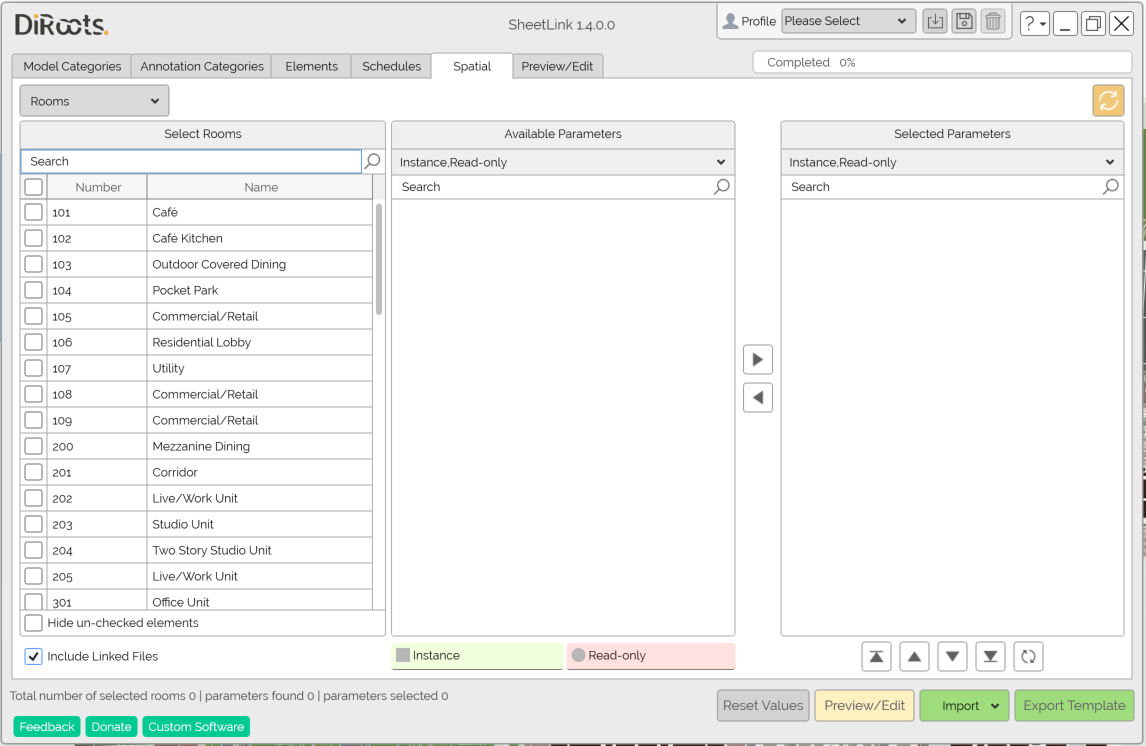 DiRoots.
SheetLink 1.4.0.0
Profile Please Select
?
Model Categories Annotation Categories Elements Schedules Spatial Preview/Edit
Completed 0%
Rooms
Select Rooms
Search
Number Name
101 Café
102 Café Kitchen
103 Outdoor Covered Dining
104 Pocket Park
105 Commercial/Retail
106 Residential Lobby
107 Utility
108 Commercial/Retail
109 Commercial/Retail
200 Mezzanine Dining
201 Corridor
202 Live/Work Unit
203 Studio Unit
204 Two Story Studio Unit
205 Live/Work Unit
301 Office Unit
Hide un-checked elements
Include Linked Files
Available Parameters
Instance,Read-only
Search
Instance Read-only
Selected Parameters
Instance,Read-only
Search
Total number of selected rooms 0 | parameters found 0 | parameters selected 0
Feedback Donate Custom Software
Reset Values Preview/Edit Import Export Template